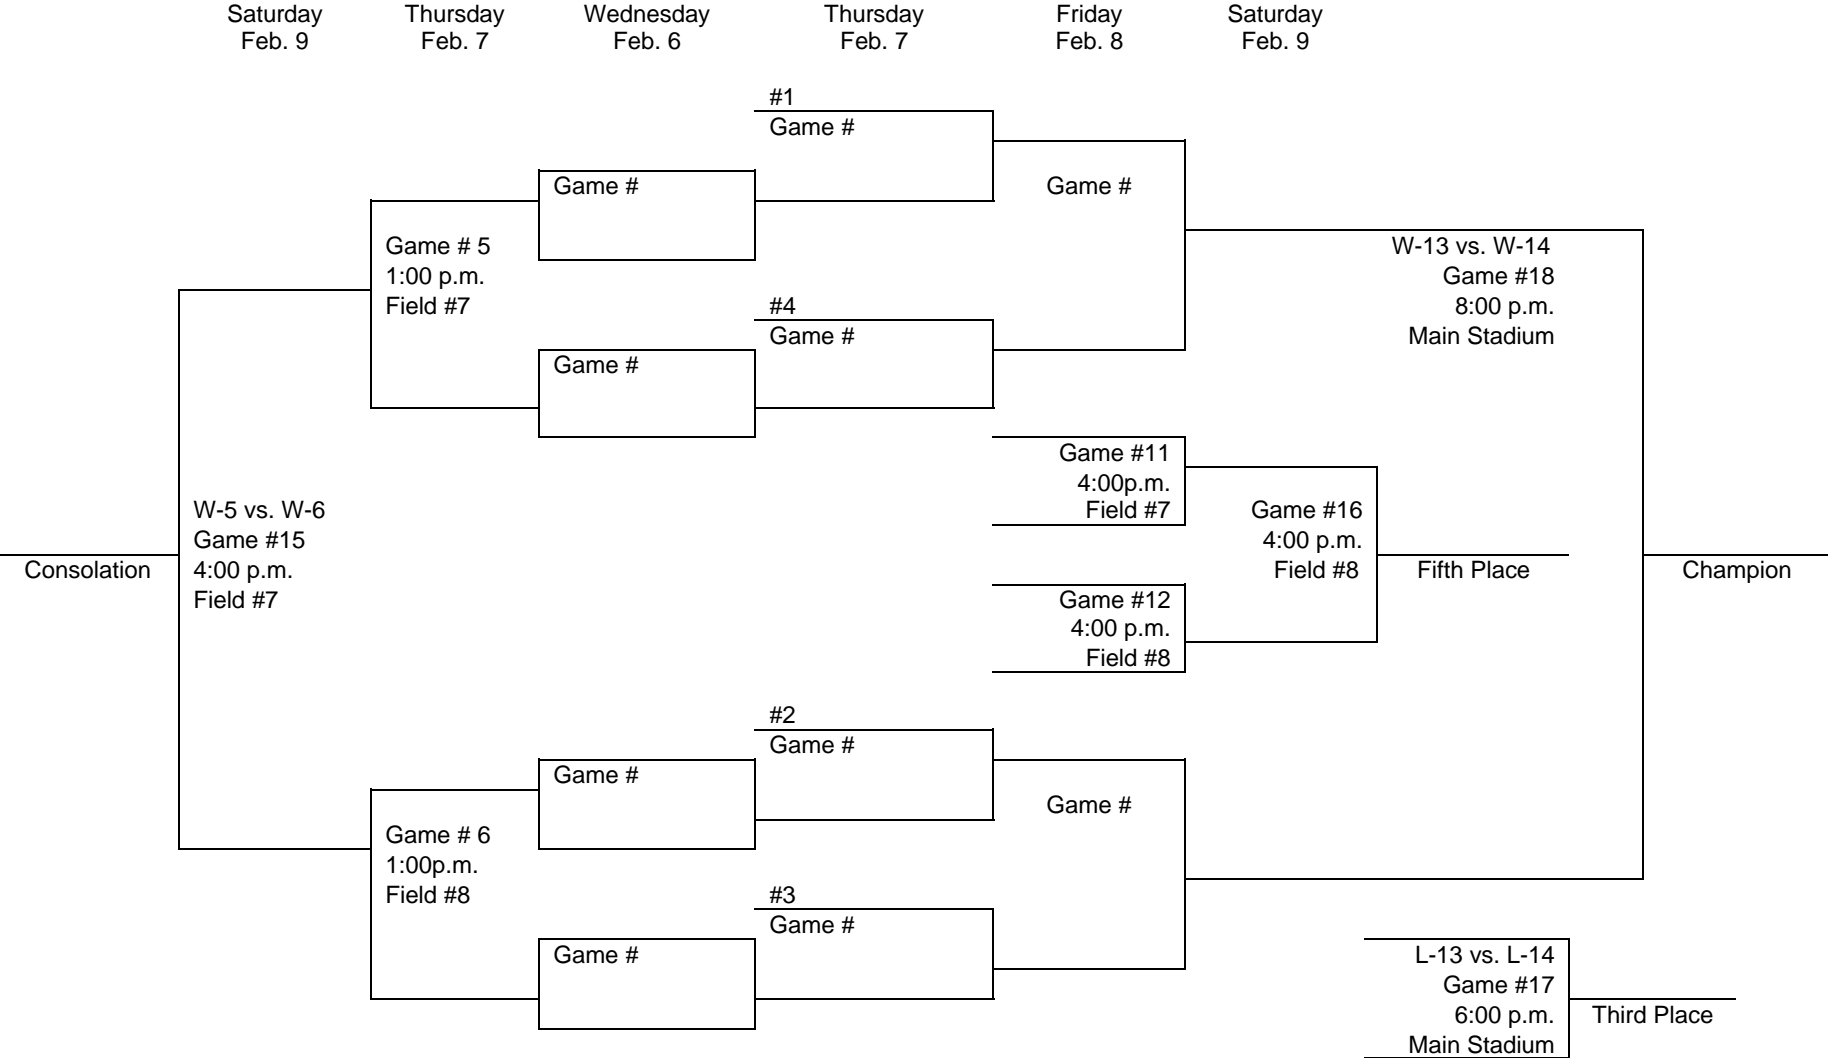 Saturday Thursday Wednesday Thursday Friday Saturday
Feb. 9 Feb. 7 Feb. 6 Feb. 7 Feb. 8 Feb. 9
#1
Game #
Game # Game #
Game # 5 W-13 vs. W-14
1:00 p.m. Game #18
Field #7 #4 8:00 p.m.
Game # Main Stadium
Game #
Game #11
4:00p.m.
W-5 vs. W-6 Field #7 Game #16
Game #15 4:00 p.m.
Consolation 4:00 p.m. Field #8 Fifth Place Champion
Field #7 Game #12
4:00 p.m.
Field #8
#2
Game #
Game #
Game #
Game # 6
1:00p.m.
Field #8 #3
Game #
Game # L-13 vs. L-14
Game #17
6:00 p.m. Third Place
Main Stadium